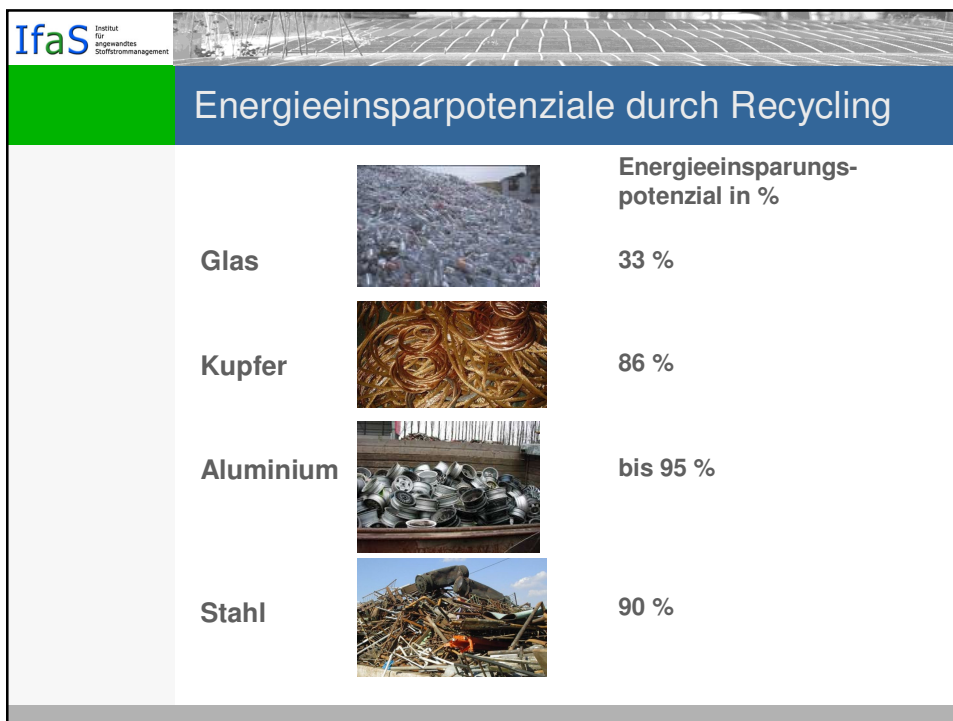 IfaS
Institut
für
angewandtes
Stoffstrommanagement
Energieeinsparpotenziale durch Recycling
Energieeinsparungs-
potenzial in %
Glas 33 %
Kupfer 86 %
Aluminium bis 95 %
Stahl 90 %